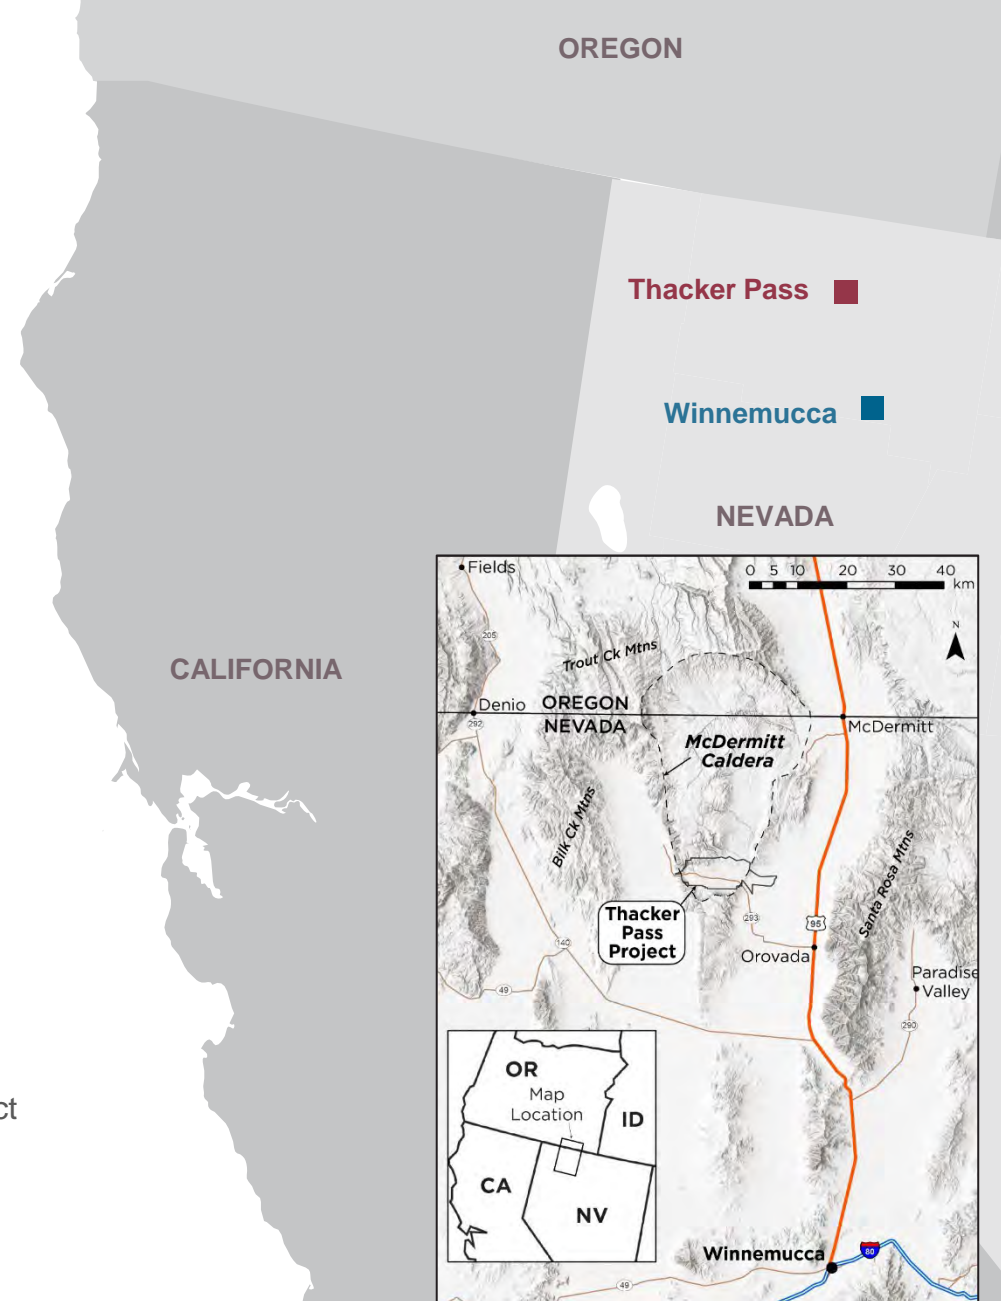 OREGON
Thacker Pass
Winnemucca
NEVADA
CALIFORNIA
ct
Fields
0 5 10 20 30 40
km
N
205
Trout Ck Mtns
Denio
OREGON
292
NEVADA
McDermitt
McDermitt
Caldera
Bilk Ck Mtns
Santa Rosa Mtns
Thacker
Pass
Project
293
95
140
Orovada
Paradise
Valley
49
290
OR
Map
Location
ID
CA
NV
Winnemucca
80
49